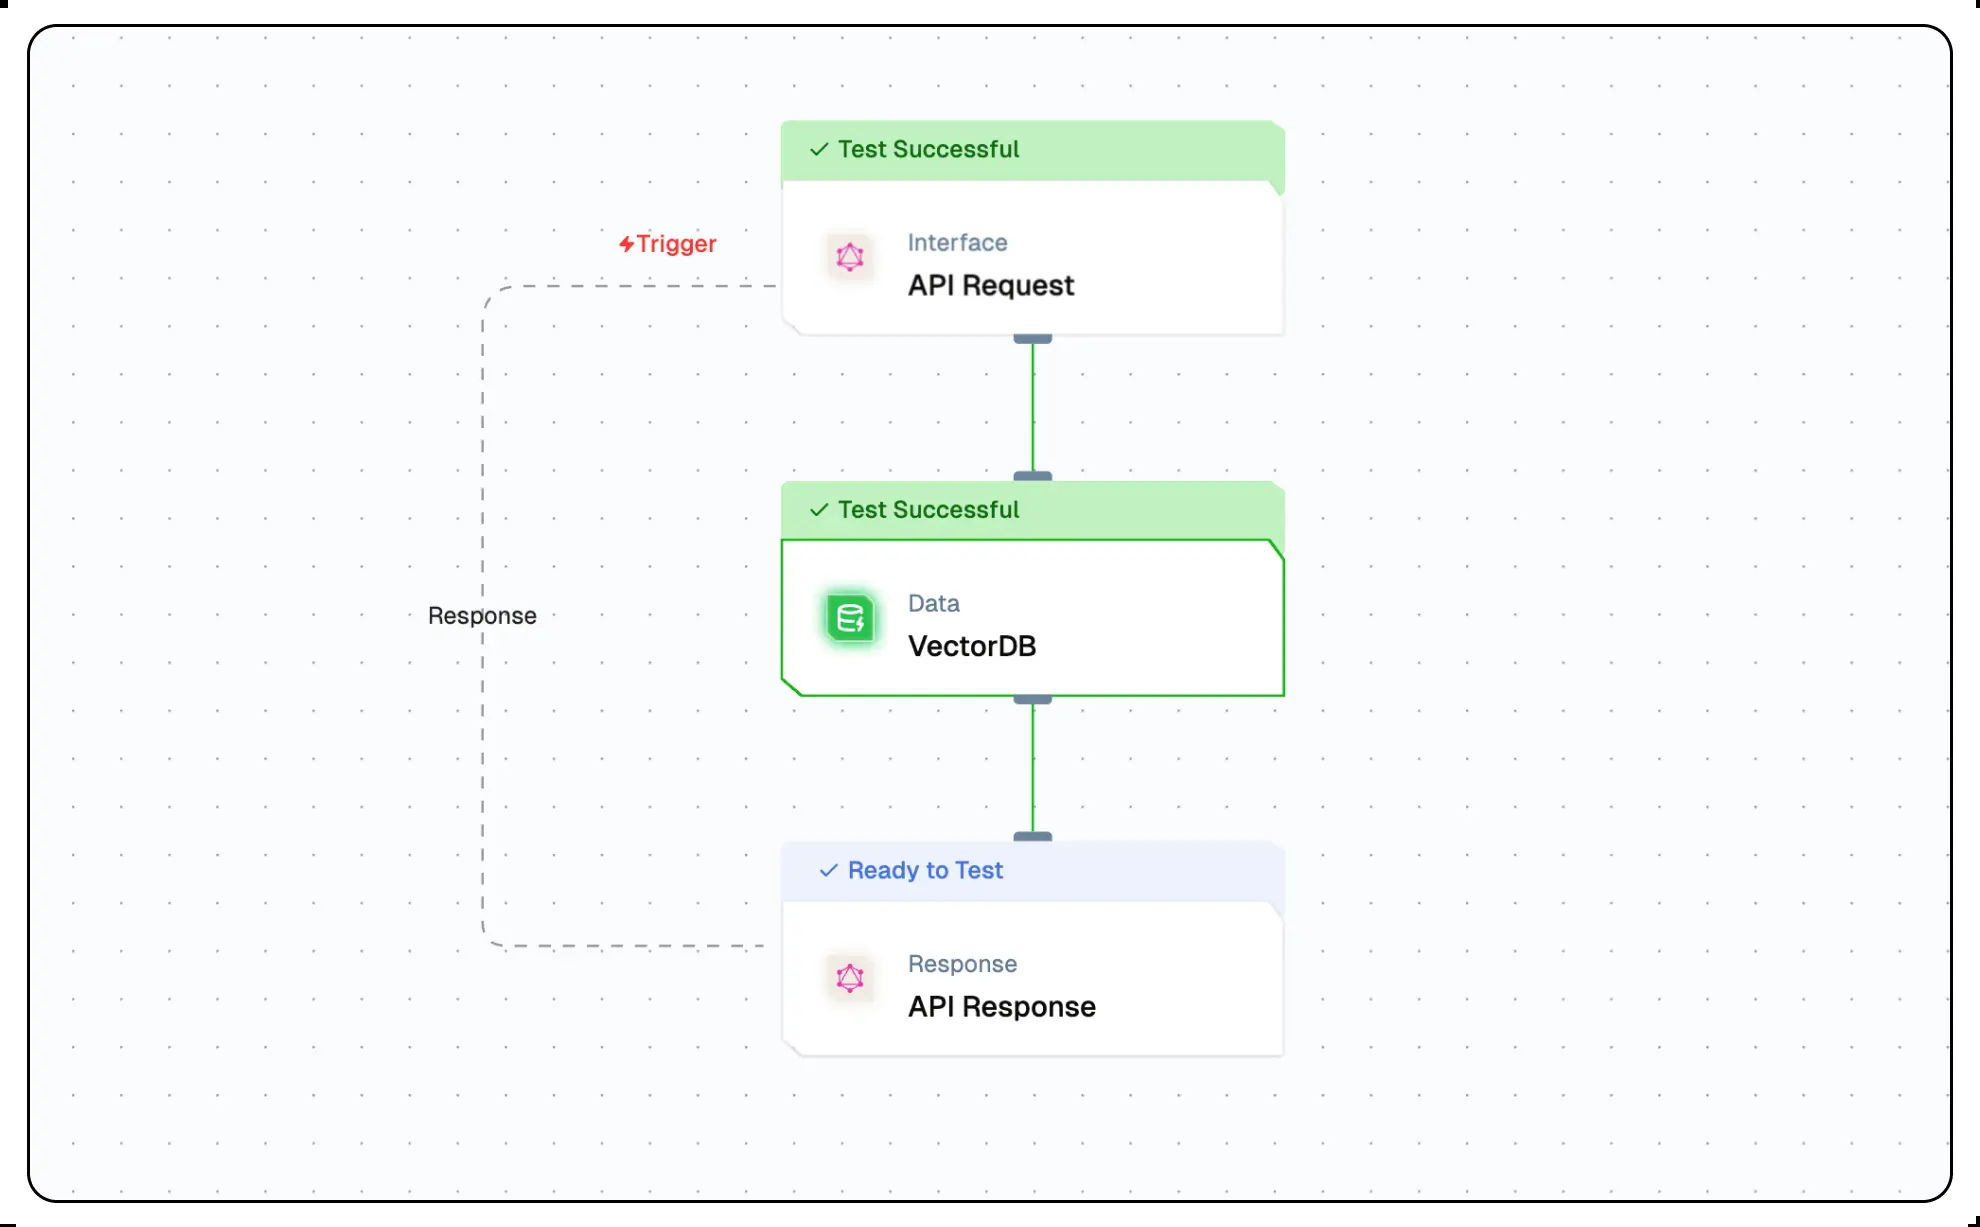 Test Successful
Trigger
Interface
API Request
Test Successful
Data
VectorDB
Response
Ready to Test
Response
API Response